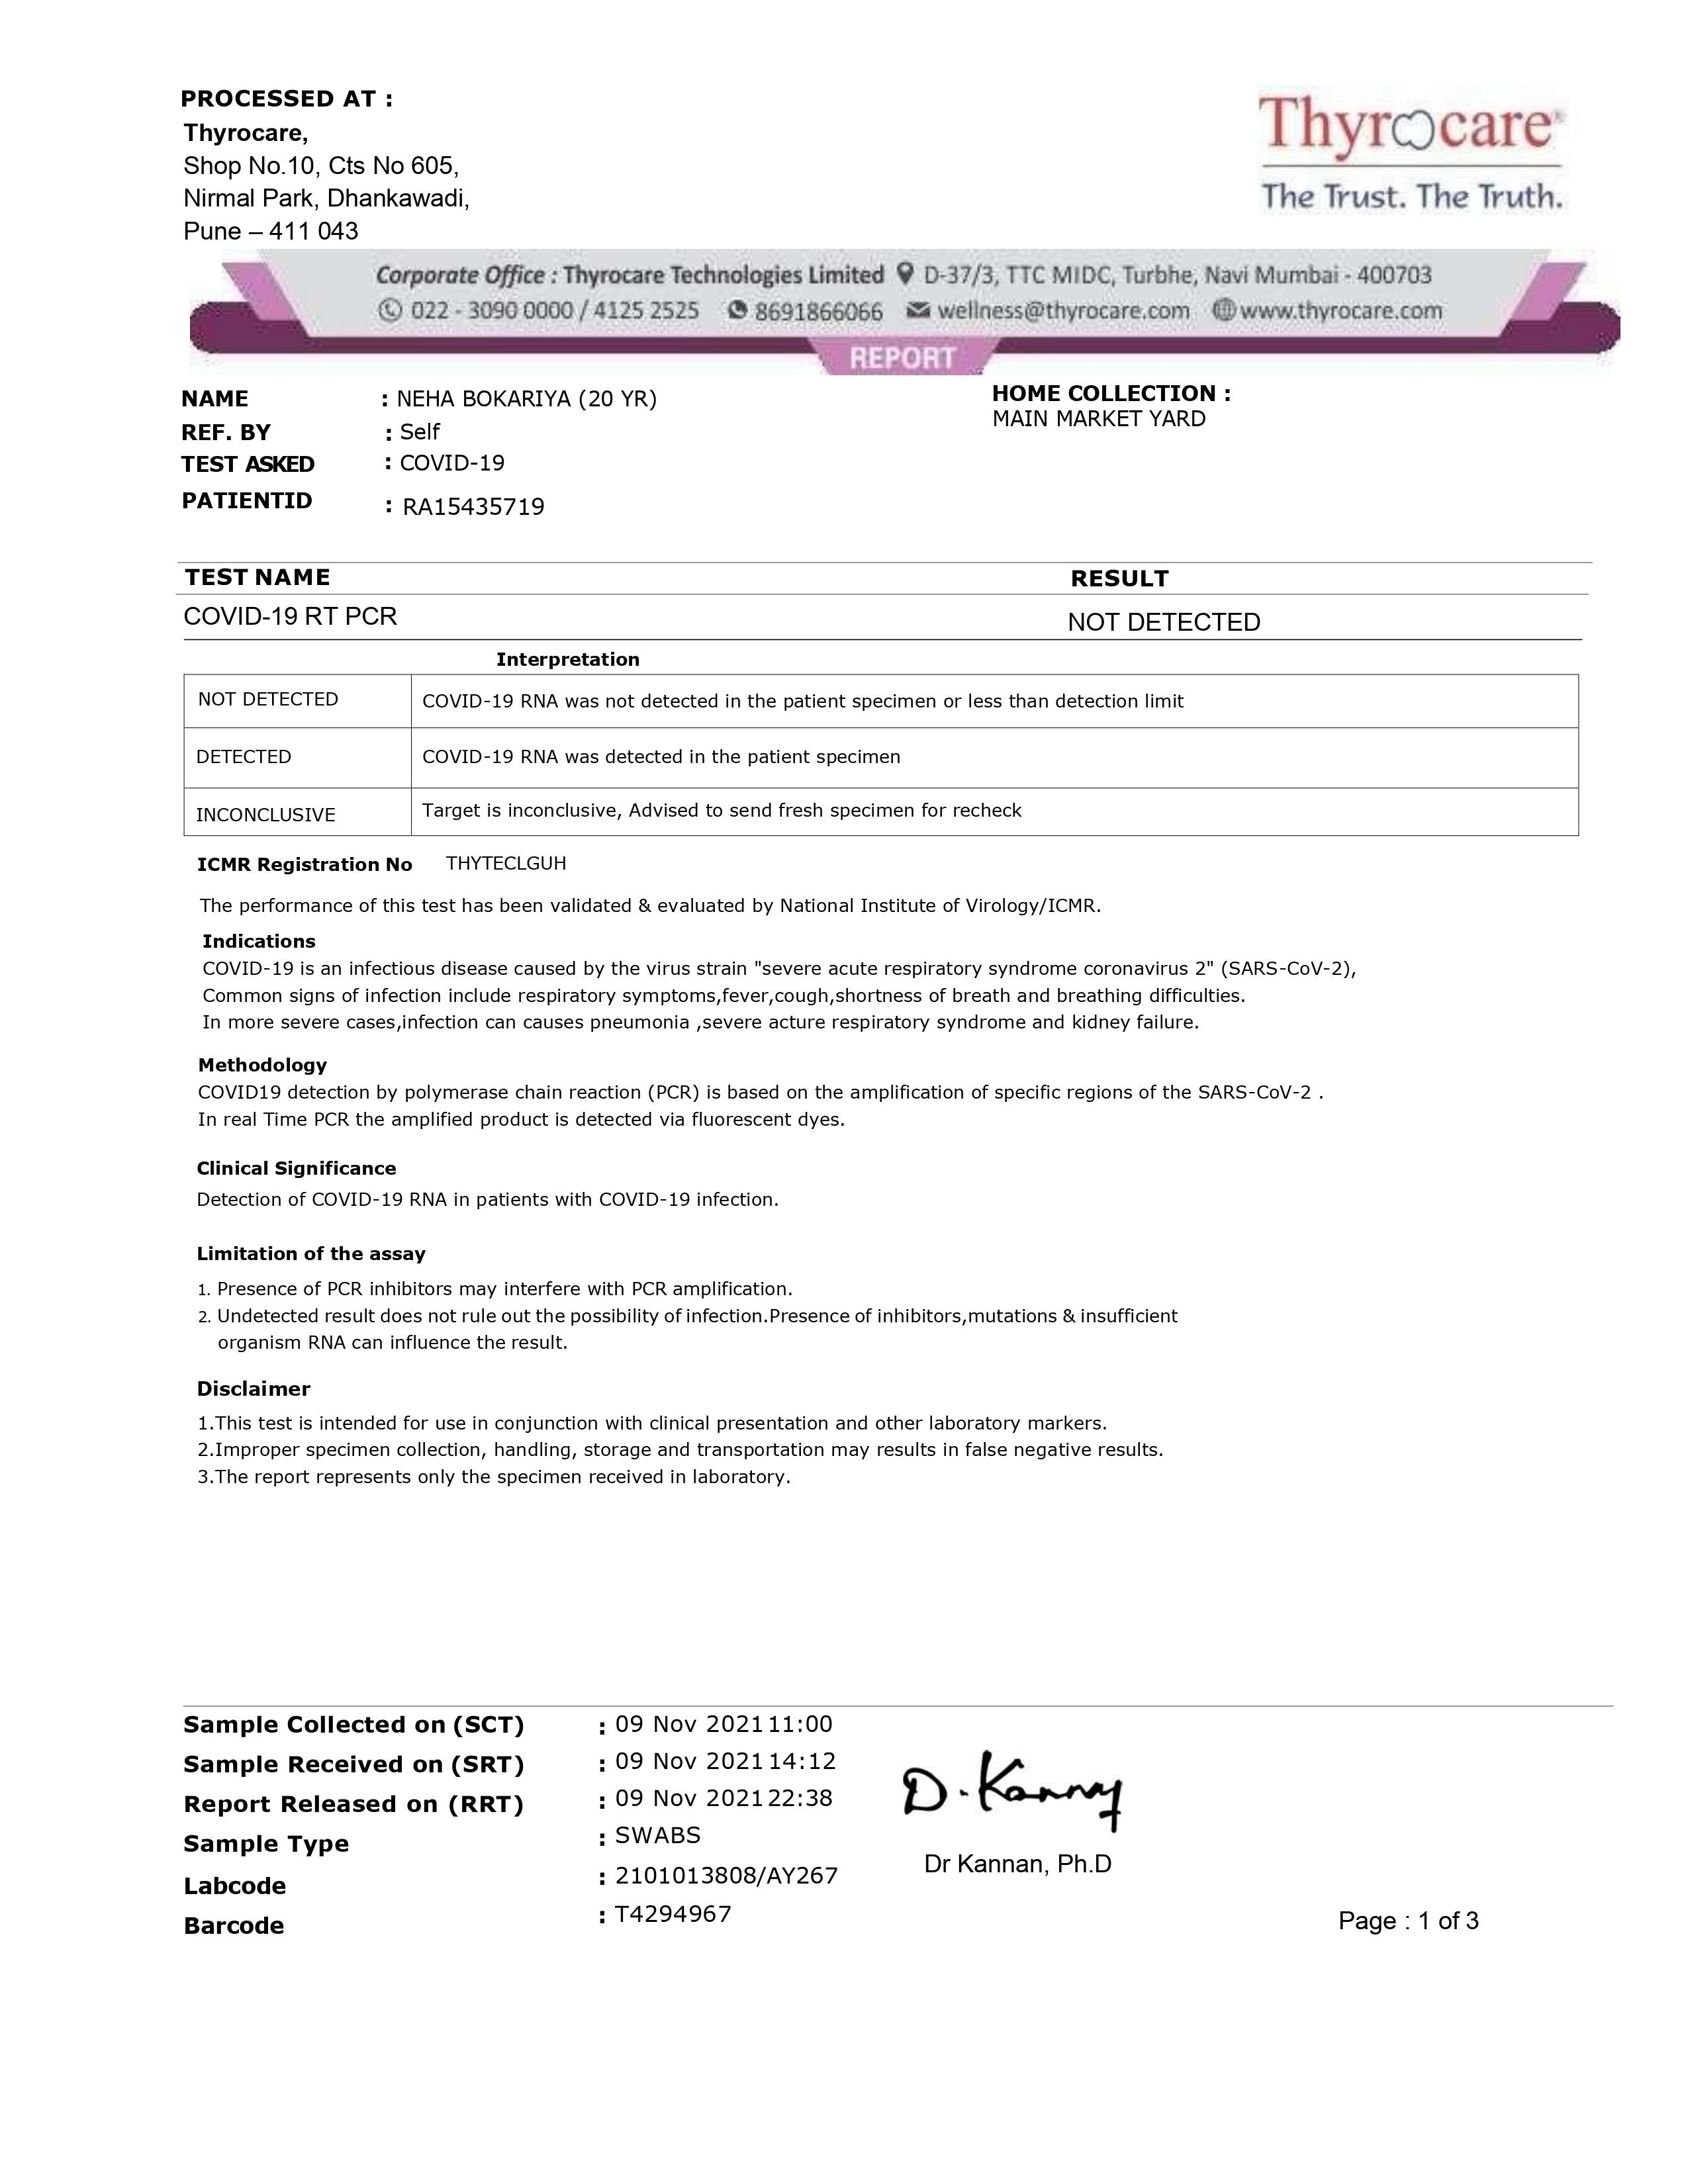 PROCESSED AT :
Thyrocare,
Shop No.10, Cts No 605,
Nirmal Park, Dhankawadi,
Pune – 411 043
Thyrocare®
The Trust. The Truth.
Corporate Office : Thyrocare Technologies Limited D-37/3, TTC MIDC, Turbhe, Navi Mumbai - 400703
022 - 3090 0000 / 4125 2525 8691866066 wellness@thyrocare.com www.thyrocare.com
REPORT
NAME : NEHA BOKARIYA (20 YR)
REF. BY : Self
TEST ASKED : COVID-19
PATIENTID : RA15435719
HOME COLLECTION :
MAIN MARKET YARD
TEST NAME RESULT
COVID-19 RT PCR NOT DETECTED
Interpretation
NOT DETECTED COVID-19 RNA was not detected in the patient specimen or less than detection limit
DETECTED COVID-19 RNA was detected in the patient specimen
INCONCLUSIVE Target is inconclusive, Advised to send fresh specimen for recheck
ICMR Registration No THYTECLGUH
The performance of this test has been validated & evaluated by National Institute of Virology/ICMR.
Indications
COVID-19 is an infectious disease caused by the virus strain "severe acute respiratory syndrome coronavirus 2" (SARS-CoV-2),
Common signs of infection include respiratory symptoms,fever,cough,shortness of breath and breathing difficulties.
In more severe cases,infection can causes pneumonia ,severe acture respiratory syndrome and kidney failure.
Methodology
COVID19 detection by polymerase chain reaction (PCR) is based on the amplification of specific regions of the SARS-CoV-2 .
In real Time PCR the amplified product is detected via fluorescent dyes.
Clinical Significance
Detection of COVID-19 RNA in patients with COVID-19 infection.
Limitation of the assay
1. Presence of PCR inhibitors may interfere with PCR amplification.
2. Undetected result does not rule out the possibility of infection.Presence of inhibitors,mutations & insufficient
organism RNA can influence the result.
Disclaimer
1.This test is intended for use in conjunction with clinical presentation and other laboratory markers.
2.Improper specimen collection, handling, storage and transportation may results in false negative results.
3.The report represents only the specimen received in laboratory.
Sample Collected on (SCT) : 09 Nov 2021 11:00
Sample Received on (SRT) : 09 Nov 2021 14:12
Report Released on (RRT) : 09 Nov 2021 22:38
Sample Type : SWABS
Labcode : 2101013808/AY267
Barcode : T4294967
D. Kannan
Dr Kannan, Ph.D
Page : 1 of 3